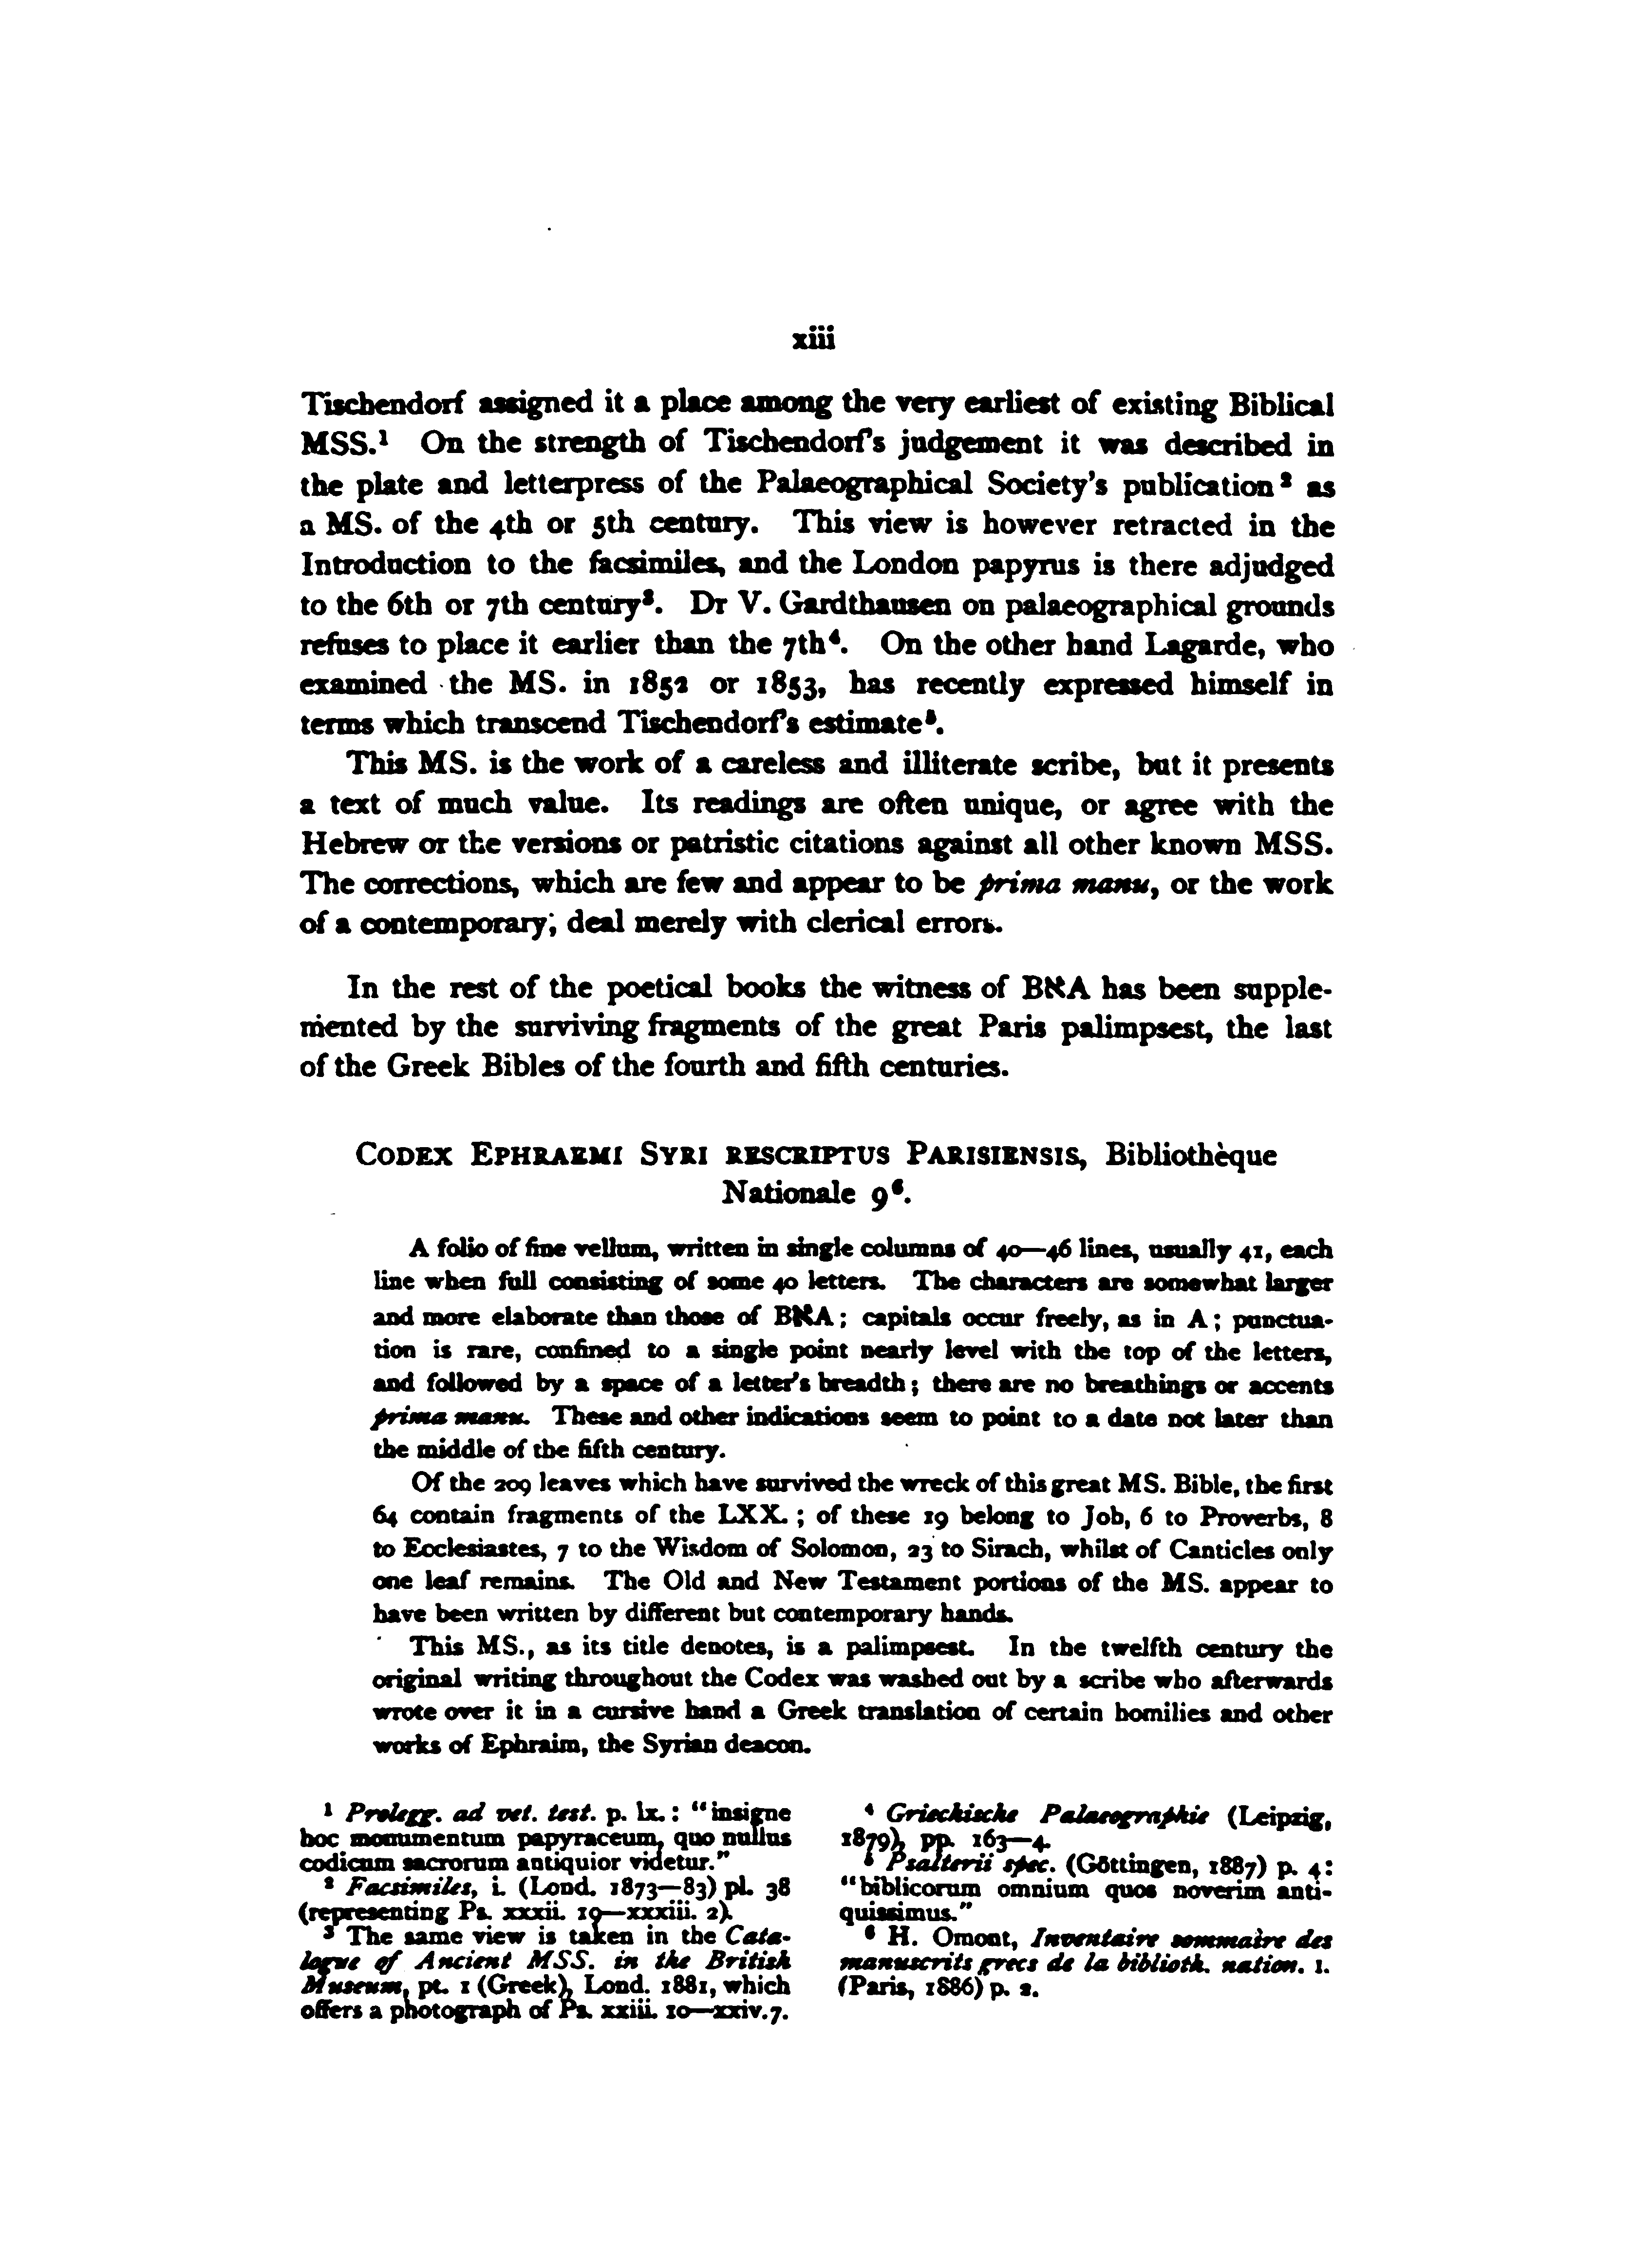 xiii
Tischendorf assigned it a place among the very earliest of existing Biblical
MSS.¹ On the strength of Tischendorf's judgement it was described in
the plate and letterpress of the Palaeographical Society's publication² as
a MS. of the 4th or 5th century. This view is however retracted in the
Introduction to the facsimiles, and the London papyrus is there adjudged
to the 6th or 7th century³. Dr V. Gardthausen on palaeographical grounds
refuses to place it earlier than the 7th⁴. On the other hand Lagarde, who
examined the MS. in 1852 or 1853, has recently expressed himself in
terms which transcend Tischendorf's estimate⁵.
This MS. is the work of a careless and illiterate scribe, but it presents
a text of much value. Its readings are often unique, or agree with the
Hebrew or the versions or patristic citations against all other known MSS.
The corrections, which are few and appear to be prima manu, or the work
of a contemporary, deal merely with clerical errors.
In the rest of the poetical books the witness of BאA has been supple-
mented by the surviving fragments of the great Paris palimpsest, the last
of the Greek Bibles of the fourth and fifth centuries.
CODEX EPHRAEMI SYRI RESCRIPTUS PARISIENSIS, Bibliothèque
Nationale 9⁶.
A folio of fine vellum, written in single columns of 40—46 lines, usually 41, each
line when full consisting of some 40 letters. The characters are somewhat larger
and more elaborate than those of BאA; capitals occur freely, as in A; punctua-
tion is rare, confined to a single point nearly level with the top of the letters,
and followed by a space of a letter's breadth; there are no breathings or accents
prima manu. These and other indications seem to point to a date not later than
the middle of the fifth century.
Of the 209 leaves which have survived the wreck of this great MS. Bible, the first
64 contain fragments of the LXX.; of these 19 belong to Job, 6 to Proverbs, 8
to Ecclesiastes, 7 to the Wisdom of Solomon, 23 to Sirach, whilst of Canticles only
one leaf remains. The Old and New Testament portions of the MS. appear to
have been written by different but contemporary hands.
This MS., as its title denotes, is a palimpsest. In the twelfth century the
original writing throughout the Codex was washed out by a scribe who afterwards
wrote over it in a cursive hand a Greek translation of certain homilies and other
works of Ephraim, the Syrian deacon.
¹ Prolegg. ad vet. test. p. lx.: "insigne
hoc monumentum papyraceum, quo nullus
codicum sacrorum antiquior videtur."
² Facsimiles, i. (Lond. 1873—83) pl. 38
(representing Ps. xxxii. 19—xxxiii. 2).
³ The same view is taken in the Cata-
logue of Ancient MSS. in the British
Museum, pt. 1 (Greek), Lond. 1881, which
offers a photograph of Ps. xxiii. 10—xxiv. 7.
⁴ Griechische Palaeographie (Leipzig,
1879), pp. 163—4.
⁵ Psalterii spec. (Göttingen, 1887) p. 4:
"biblicorum omnium quos noverim anti-
quissimus."
⁶ H. Omont, Inventaire sommaire des
manuscrits grecs de la biblioth. nation. 1.
(Paris, 1886) p. 2.